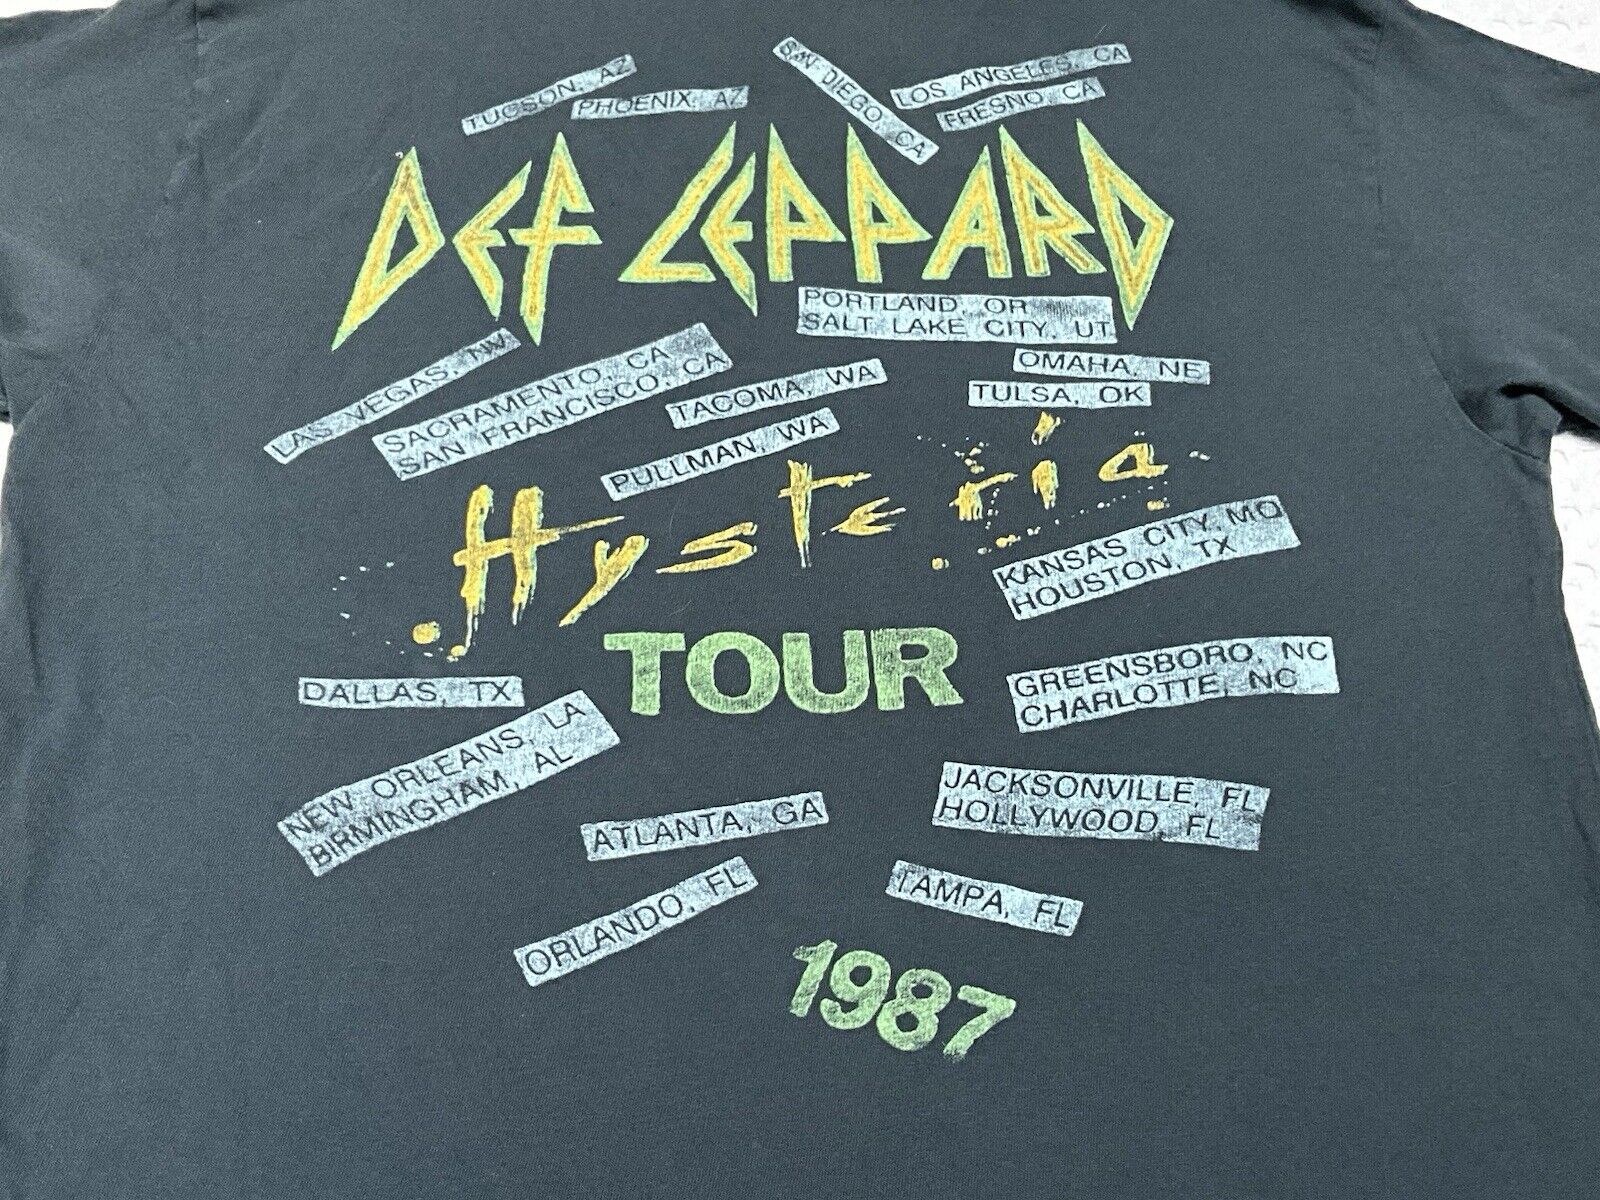 TUCSON, AZ
PHOENIX, AZ
SAN DIEGO, CA
LOS ANGELES, CA
FRESNO, CA
DEF LEPPARD
PORTLAND, OR
SALT LAKE CITY, UT
LAS VEGAS, NV
SACRAMENTO, CA
SAN FRANCISCO, CA
TACOMA, WA
PULLMAN, WA
OMAHA, NE
TULSA, OK
Hysteria
KANSAS CITY, MO
HOUSTON, TX
TOUR
DALLAS, TX
GREENSBORO, NC
CHARLOTTE, NC
NEW ORLEANS, LA
BIRMINGHAM, AL
ATLANTA, GA
JACKSONVILLE, FL
HOLLYWOOD, FL
ORLANDO, FL
TAMPA, FL
1987